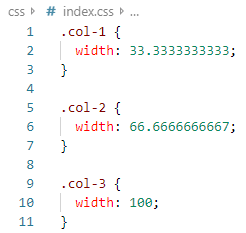 css > # index.css > ...
1 .col-1 {
2 width: 33.3333333333;
3 }
4
5 .col-2 {
6 width: 66.6666666667;
7 }
8
9 .col-3 {
10 width: 100;
11 }